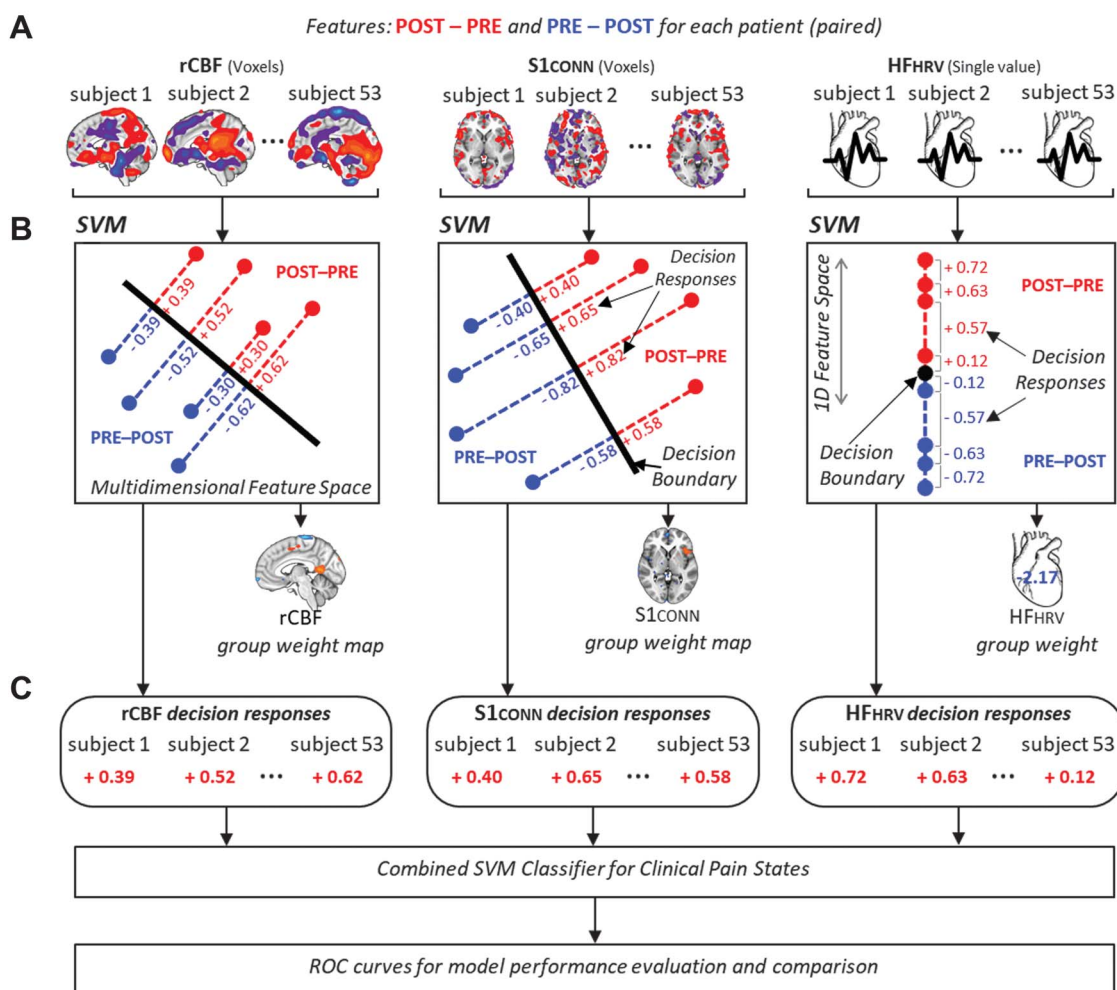 A
Features: POST – PRE and PRE – POST for each patient (paired)
rCBF (Voxels)
subject 1 subject 2 subject 53
...
S1CONN (Voxels)
subject 1 subject 2 subject 53
...
HFHRV (Single value)
subject 1 subject 2 subject 53
...
B
SVM
POST–PRE
+ 0.39
- 0.39
+ 0.52
- 0.52
+0.30
- 0.30
+ 0.62
- 0.62
PRE–POST
Multidimensional Feature Space
rCBF
group weight map
SVM
Decision
Responses
+ 0.40
- 0.40
+ 0.65
- 0.65
+ 0.82
- 0.82
POST–PRE
+ 0.58
- 0.58
PRE–POST
Decision
Boundary
S1CONN
group weight map
SVM
1D Feature Space
+ 0.72
+ 0.63
+ 0.57
+ 0.12
- 0.12
- 0.57
- 0.63
- 0.72
POST–PRE
Decision
Responses
Decision
Boundary
PRE–POST
-2.17
HFHRV
group weight
C
rCBF decision responses
subject 1 subject 2 subject 53
+ 0.39 + 0.52 ... + 0.62
S1CONN decision responses
subject 1 subject 2 subject 53
+ 0.40 + 0.65 ... + 0.58
HFHRV decision responses
subject 1 subject 2 subject 53
+ 0.72 + 0.63 ... + 0.12
Combined SVM Classifier for Clinical Pain States
ROC curves for model performance evaluation and comparison